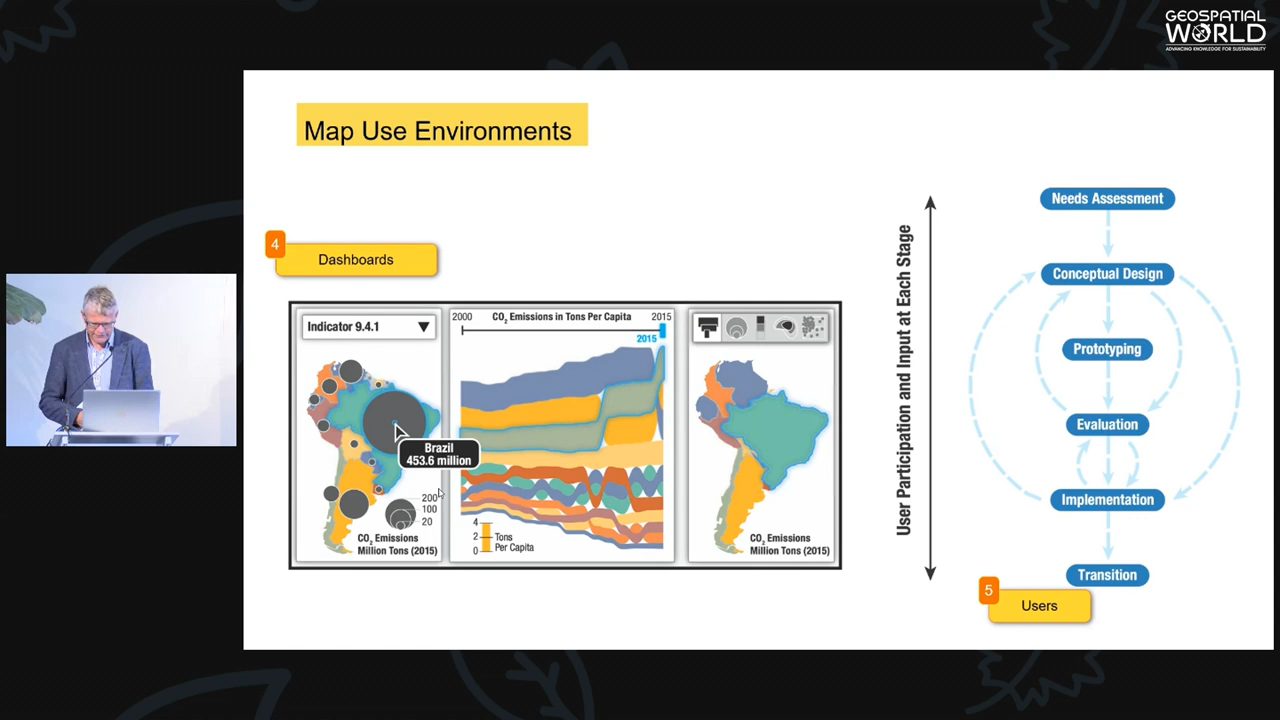 GEOSPATIAL
WORLD
ADVANCING KNOWLEDGE FOR SUSTAINABILITY
Map Use Environments
4
Dashboards
Indicator 9.4.1
Brazil
453.6 million
200
100
20
CO2 Emissions
Million Tons (2015)
2000
CO2 Emissions in Tons Per Capita
2015
2015
4
2
0
Tons
Per Capita
CO2 Emissions
Million Tons (2015)
User Participation and Input at Each Stage
Needs Assessment
Conceptual Design
Prototyping
Evaluation
Implementation
Transition
5
Users